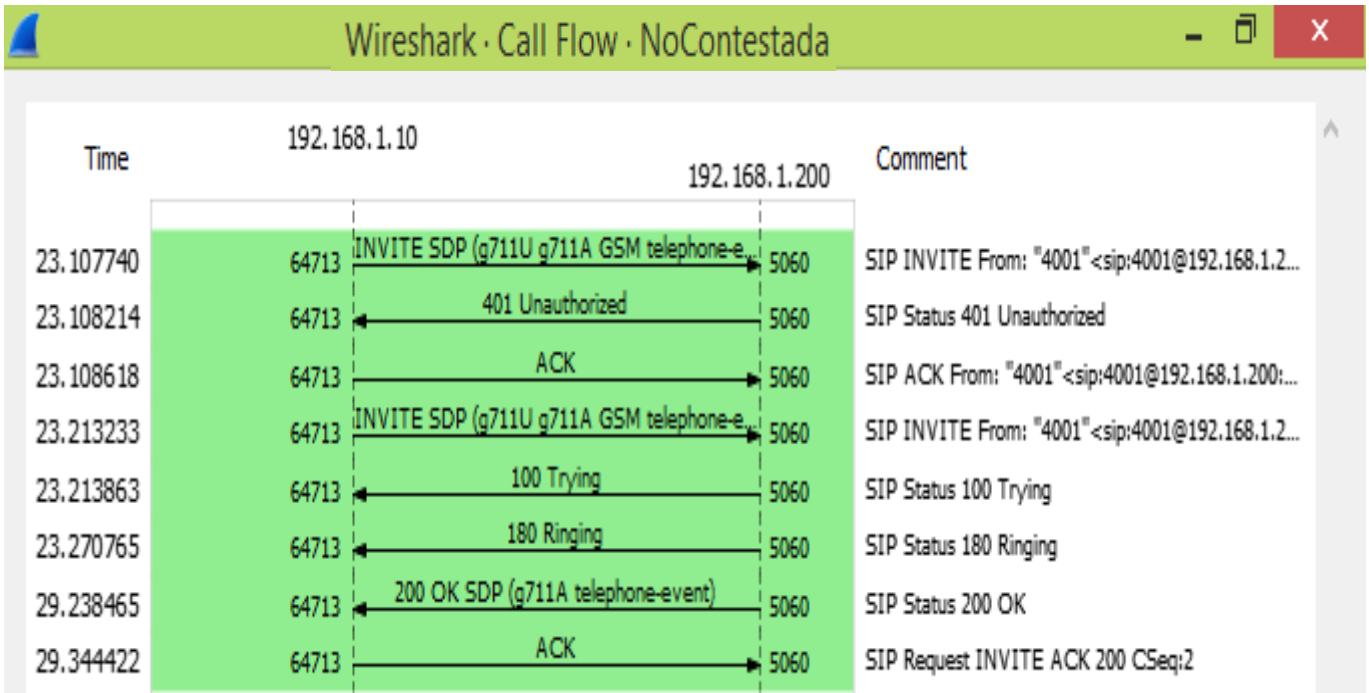 Wireshark · Call Flow · NoContestada
Time 192.168.1.10 192.168.1.200 Comment
23.107740 64713 INVITE SDP (g711U g711A GSM telephone-e... 5060 SIP INVITE From: "4001"<sip:4001@192.168.1.2...
23.108214 64713 401 Unauthorized 5060 SIP Status 401 Unauthorized
23.108618 64713 ACK 5060 SIP ACK From: "4001"<sip:4001@192.168.1.200:...
23.213233 64713 INVITE SDP (g711U g711A GSM telephone-e... 5060 SIP INVITE From: "4001"<sip:4001@192.168.1.2...
23.213863 64713 100 Trying 5060 SIP Status 100 Trying
23.270765 64713 180 Ringing 5060 SIP Status 180 Ringing
29.238465 64713 200 OK SDP (g711A telephone-event) 5060 SIP Status 200 OK
29.344422 64713 ACK 5060 SIP Request INVITE ACK 200 CSeq:2